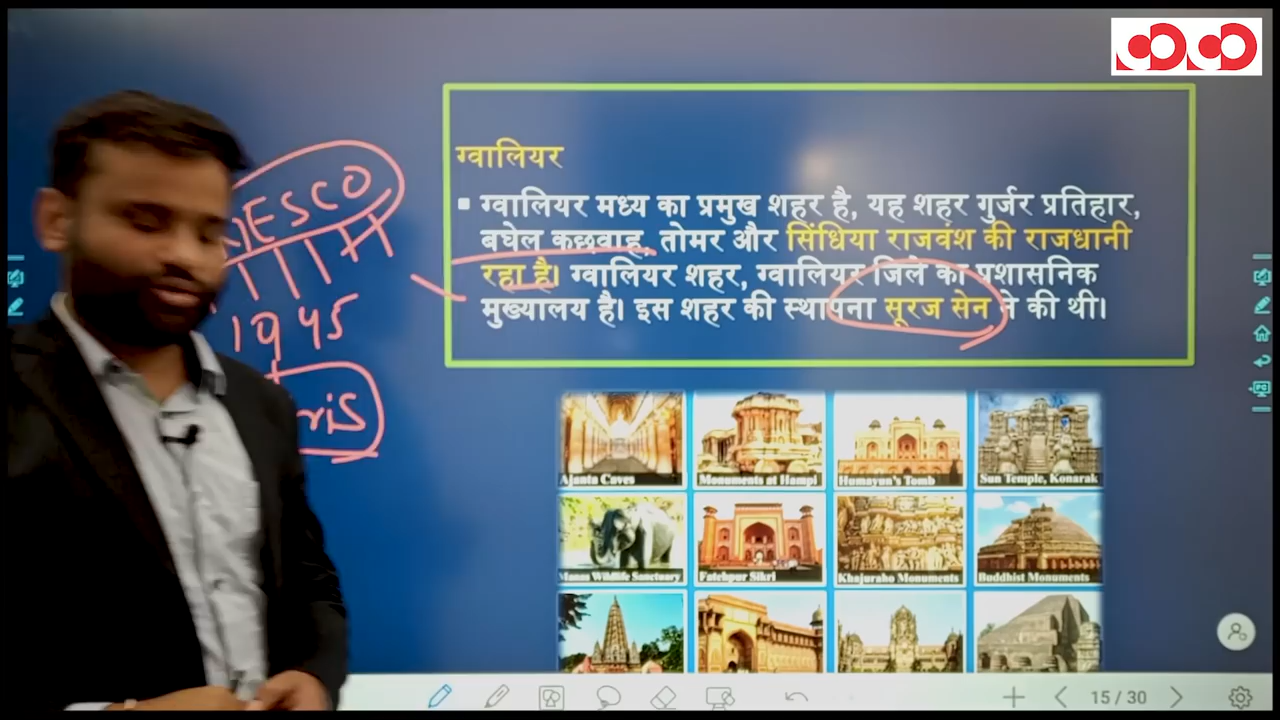 ग्वालियर
▪ ग्वालियर मध्य का प्रमुख शहर है, यह शहर गुर्जर प्रतिहार,
बघेल कछवाह, तोमर और सिंधिया राजवंश की राजधानी
रहा है। ग्वालियर शहर, ग्वालियर जिले का प्रशासनिक
मुख्यालय है। इस शहर की स्थापना सूरज सेन ने की थी।
ESCO
1945
ris
Ajanta Caves
Monuments at Hampi
Humayun's Tomb
Sun Temple, Konarak
Manas Wildlife Sanctuary
Fatehpur Sikri
Khajuraho Monuments
Buddhist Monuments
15 / 30